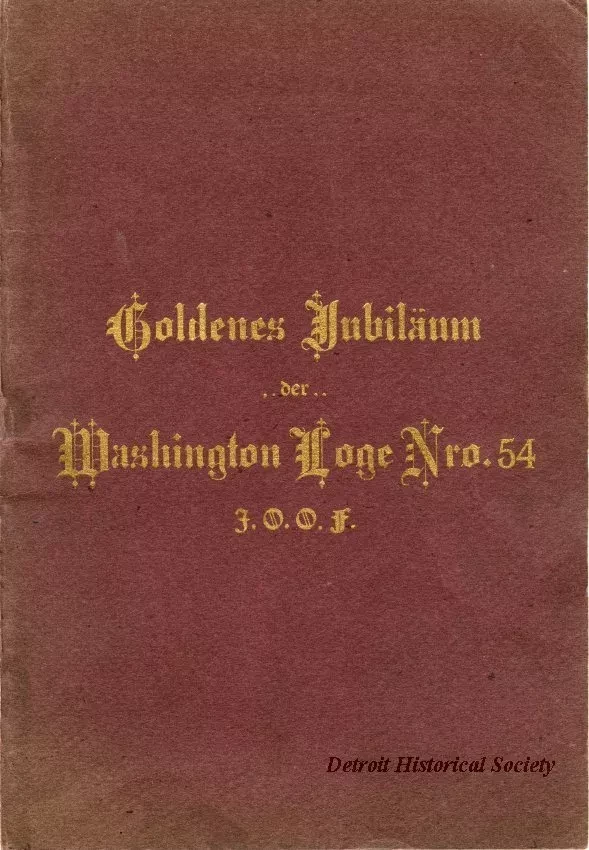 Goldenes Jubiläum
..der..
Washington Loge Nro. 54
J. O. O. F.
Detroit Historical Society